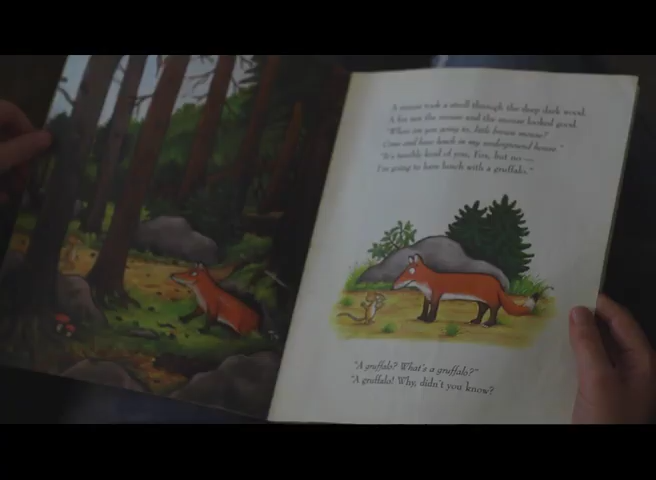 A mouse took a stroll through the deep dark wood.
A fox saw the mouse and the mouse looked good.
"Where are you going to, little brown mouse?
Come and have lunch in my underground house."
"It's terribly kind of you, Fox, but no —
I'm going to have lunch with a gruffalo."
"A gruffalo? What's a gruffalo?"
"A gruffalo! Why, didn't you know?